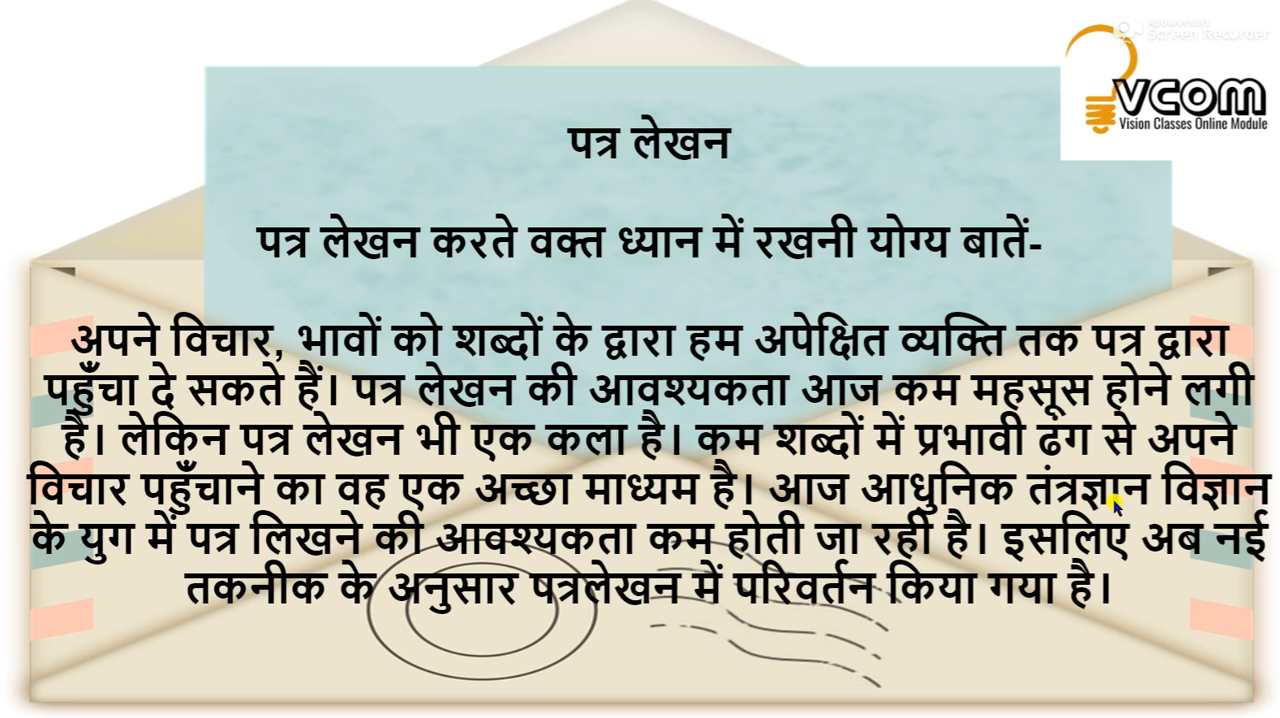 Apowersoft
Screen Recorder
vcom
Vision Classes Online Module
पत्र लेखन
पत्र लेखन करते वक्त ध्यान में रखनी योग्य बातें-
अपने विचार, भावों को शब्दों के द्वारा हम अपेक्षित व्यक्ति तक पत्र द्वारा
पहुँचा दे सकते हैं। पत्र लेखन की आवश्यकता आज कम महसूस होने लगी
है। लेकिन पत्र लेखन भी एक कला है। कम शब्दों में प्रभावी ढंग से अपने
विचार पहुँचाने का वह एक अच्छा माध्यम है। आज आधुनिक तंत्रज्ञान विज्ञान
के युग में पत्र लिखने की आवश्यकता कम होती जा रही है। इसलिए अब नई
तकनीक के अनुसार पत्रलेखन में परिवर्तन किया गया है।